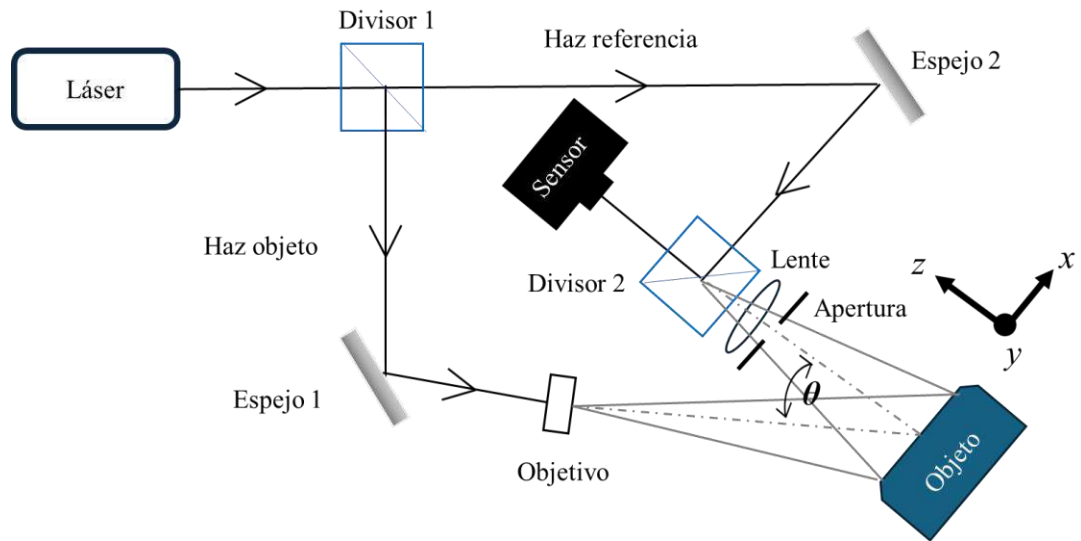 Divisor 1
Haz referencia
Espejo 2
Láser
Sensor
Haz objeto
Lente
Divisor 2
Apertura
z
x
y
Espejo 1
θ
Objetivo
Objeto